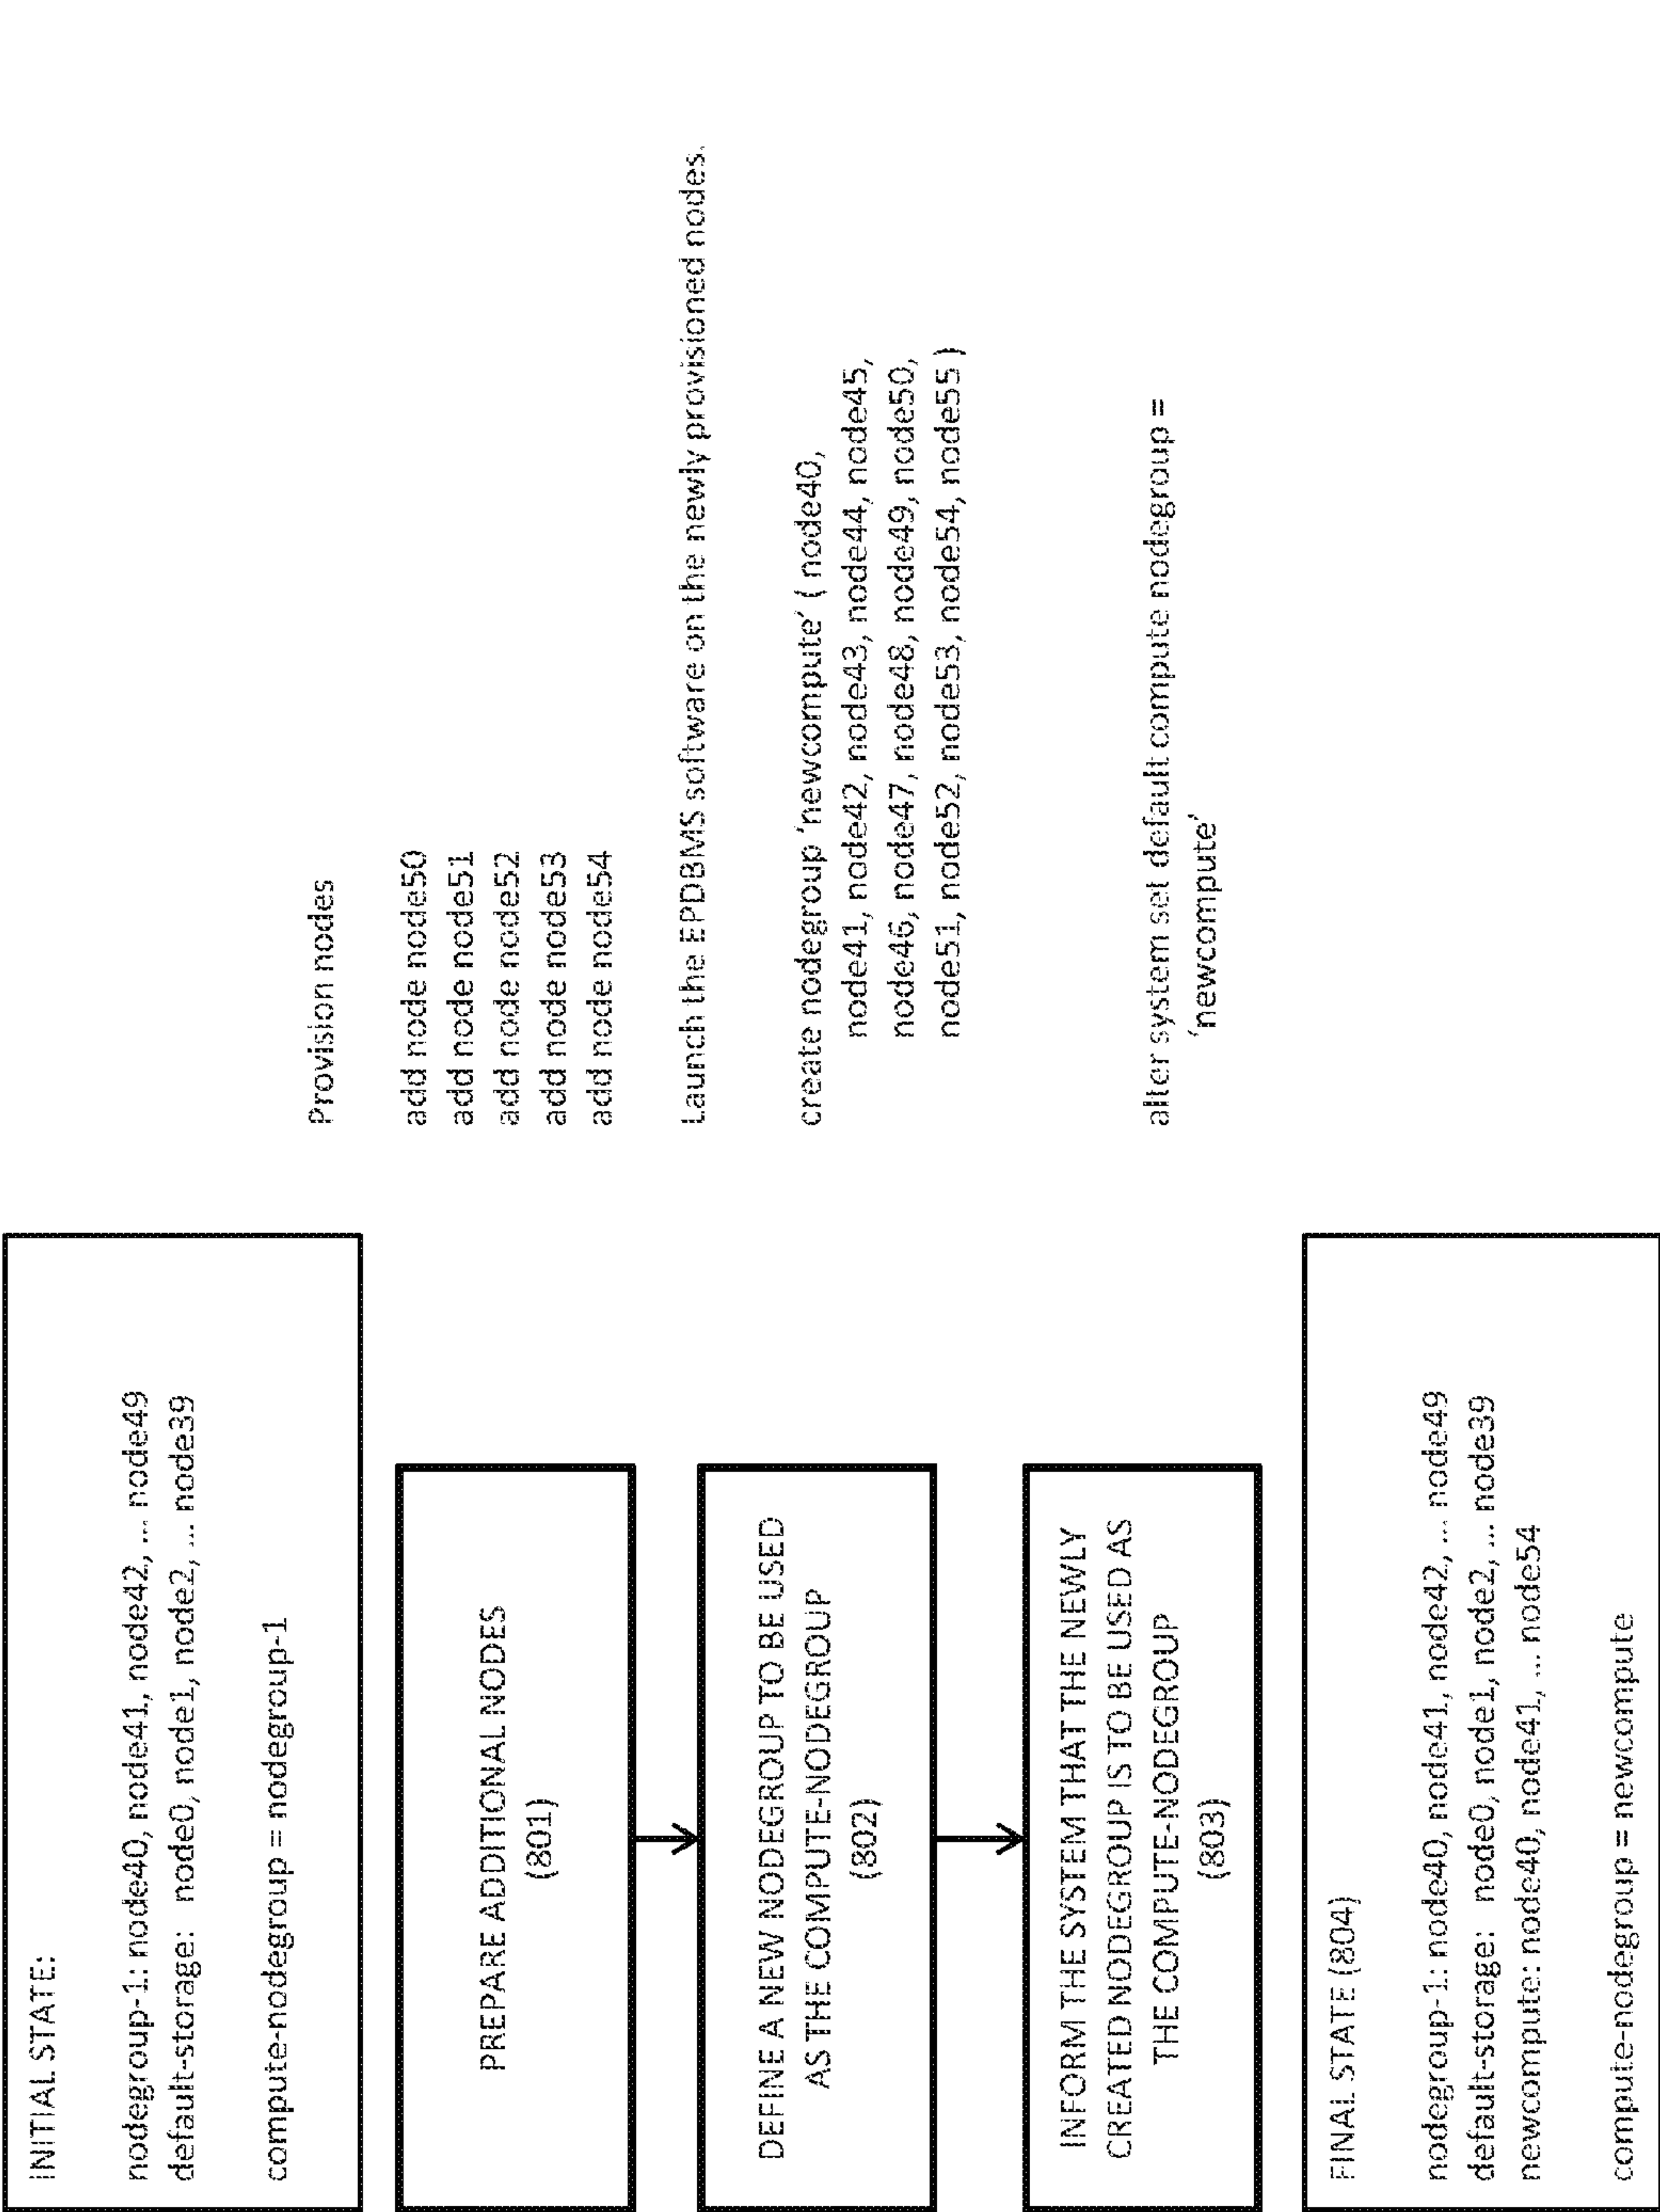 INITIAL STATE:
nodegroup-1: node40, node41, node42, ... node49
default-storage: node0, node1, node2, ... node39
compute-nodegroup = nodegroup-1
Provision nodes
add node node50
add node node51
add node node52
add node node53
add node node54
PREPARE ADDITIONAL NODES
(801)
Launch the EPDBMS software on the newly provisioned nodes.
DEFINE A NEW NODEGROUP TO BE USED
AS THE COMPUTE-NODEGROUP
(802)
create nodegroup ‘newcompute’ ( node40,
node41, node42, node43, node44, node45,
node46, node47, node48, node49, node50,
node51, node52, node53, node54, node55 )
INFORM THE SYSTEM THAT THE NEWLY
CREATED NODEGROUP IS TO BE USED AS
THE COMPUTE-NODEGROUP
(803)
alter system set default compute nodegroup =
‘newcompute’
FINAL STATE (804)
nodegroup-1: node40, node41, node42, ... node49
default-storage: node0, node1, node2, ... node39
newcompute: node40, node41, ... node54
compute-nodegroup = newcompute